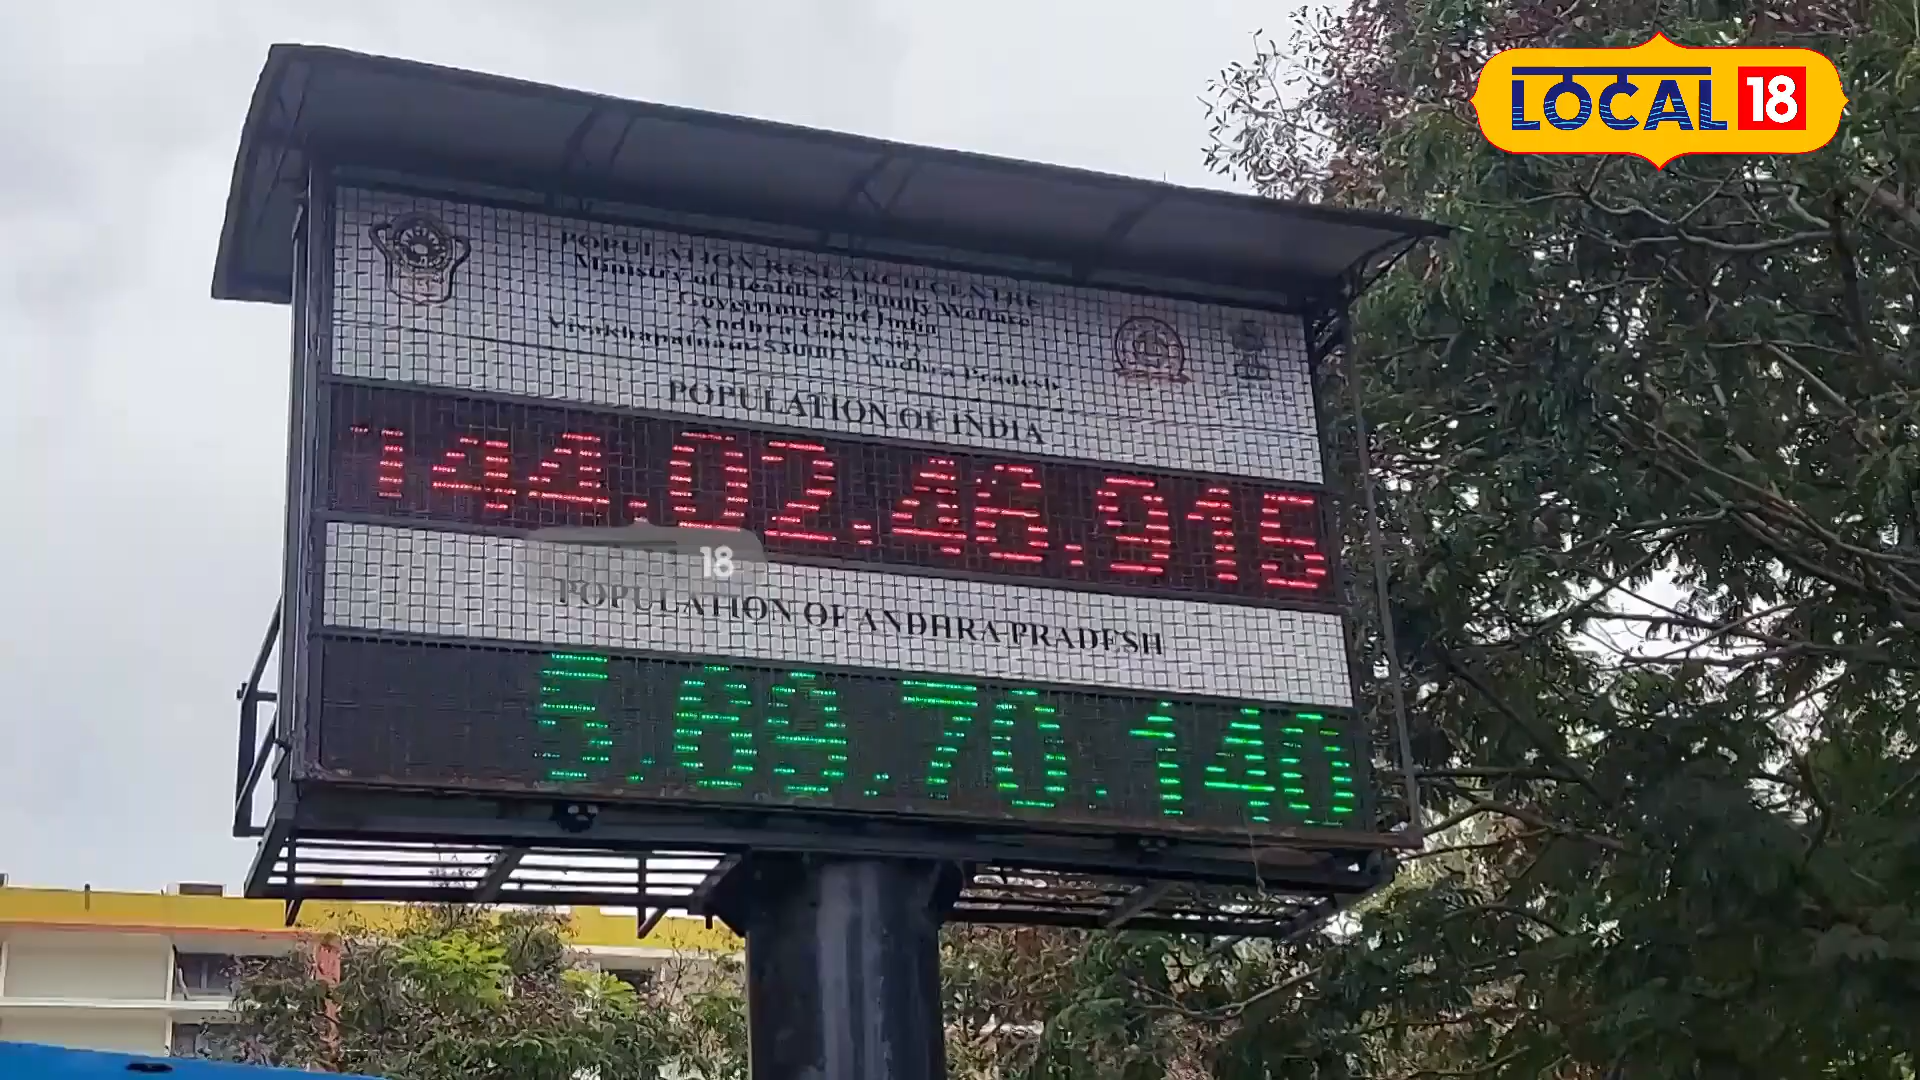 LOCAL 18
POPULATION RESEARCH CENTRE
Ministry of Health & Family Welfare
Government of India
Andhra University
Visakhapatnam-530003, Andhra Pradesh
POPULATION OF INDIA
144.02.46.915
18
POPULATION OF ANDHRA PRADESH
5.69.70.140